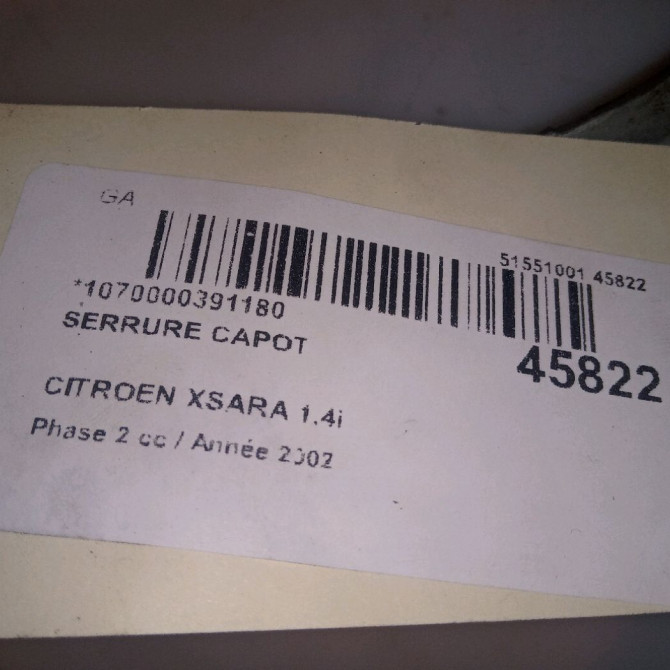 GA
51551001 45822
*1070000391180
SERRURE CAPOT
45822
CITROEN XSARA 1.4i
Phase 2 cc / Année 2002